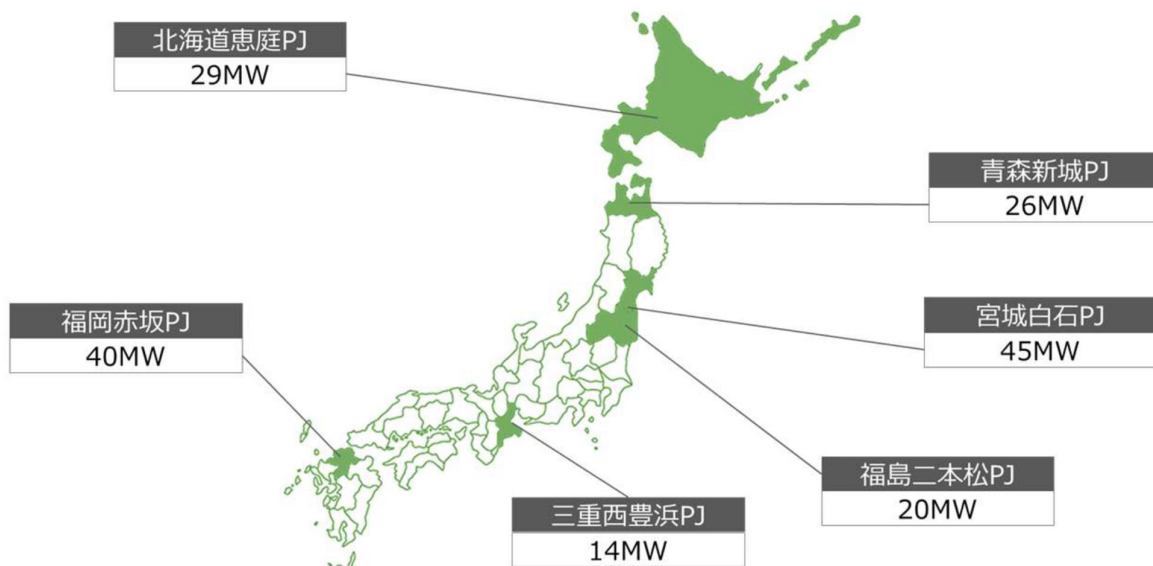 北海道恵庭PJ
29MW
青森新城PJ
26MW
宮城白石PJ
45MW
福岡赤坂PJ
40MW
福島二本松PJ
20MW
三重西豊浜PJ
14MW